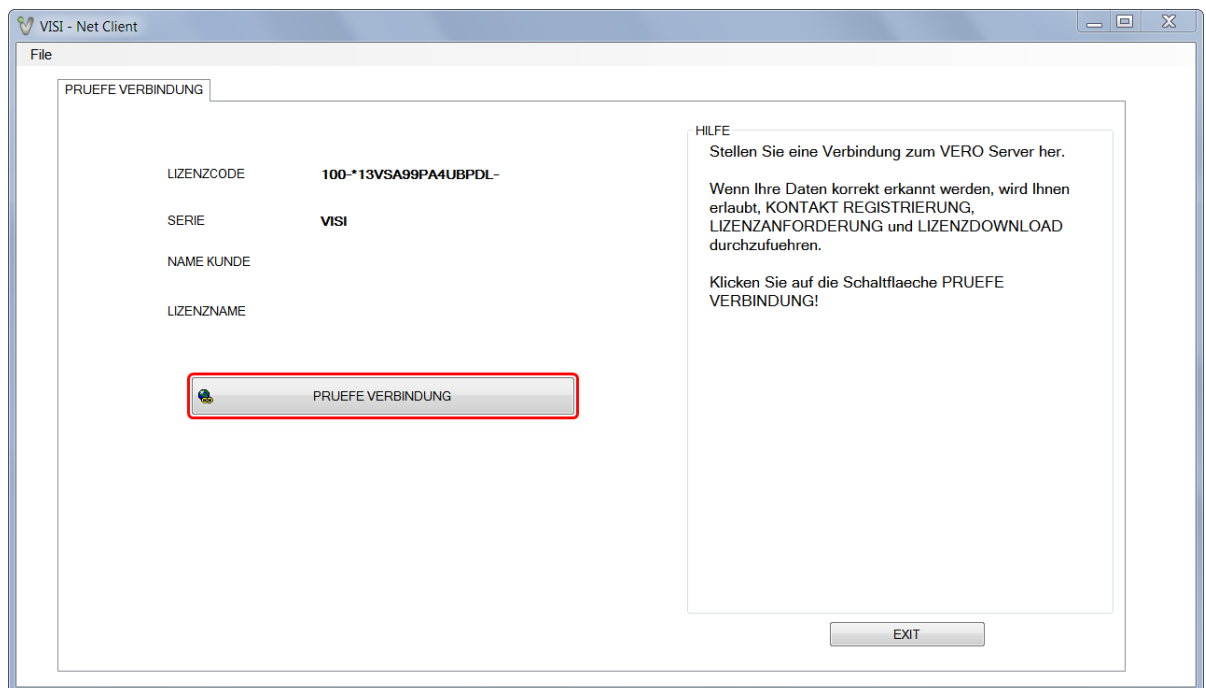 VISI - Net Client
File
PRUEFE VERBINDUNG
LIZENZCODE 100-*13VSA99PA4UBPDL-
SERIE VISI
NAME KUNDE
LIZENZNAME
PRUEFE VERBINDUNG
HILFE
Stellen Sie eine Verbindung zum VERO Server her.
Wenn Ihre Daten korrekt erkannt werden, wird Ihnen
erlaubt, KONTAKT REGISTRIERUNG,
LIZENZANFORDERUNG und LIZENZDOWNLOAD
durchzufuehren.
Klicken Sie auf die Schaltflaeche PRUEFE
VERBINDUNG!
EXIT